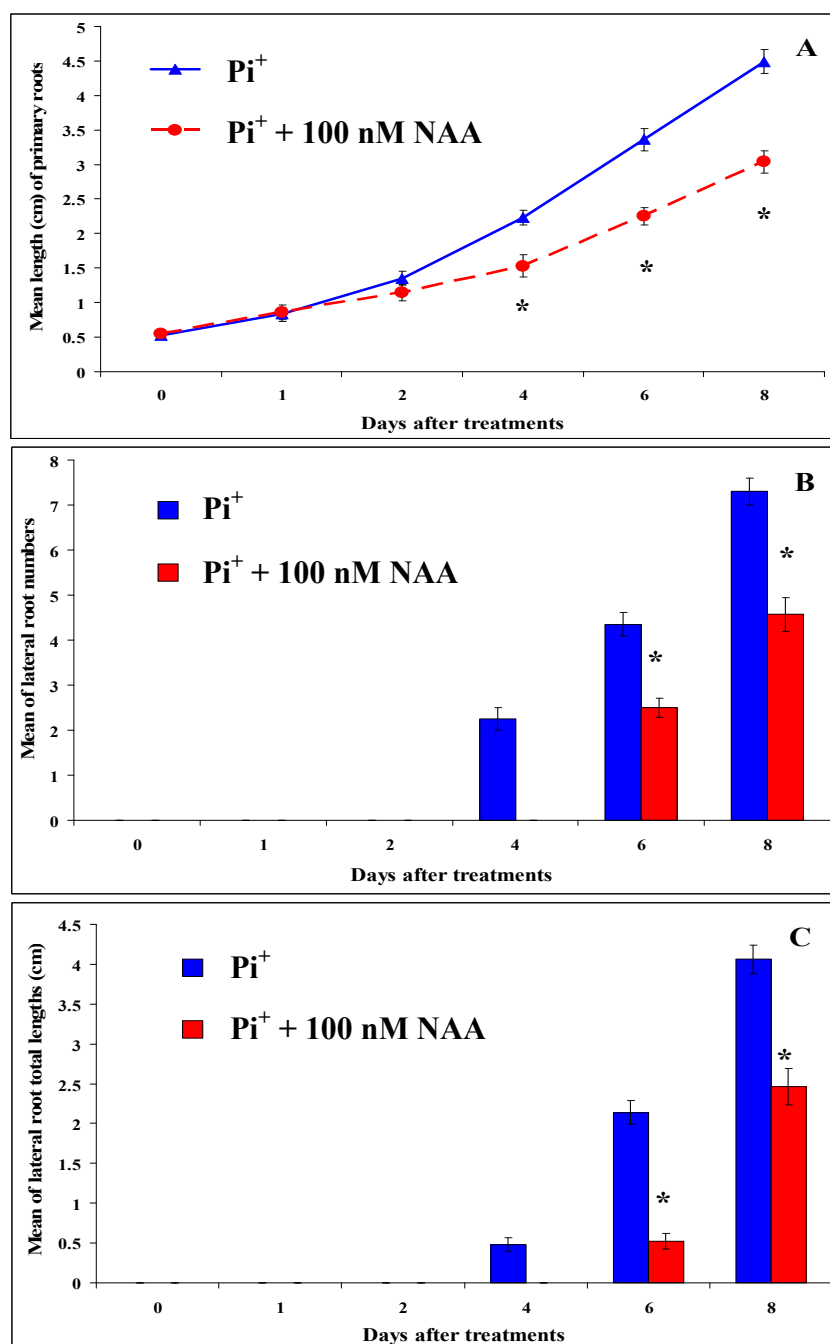 A
Pi+
Pi+ + 100 nM NAA
Mean length (cm) of primary roots
5
4.5
4
3.5
3
2.5
2
1.5
1
0.5
0
*
*
*
0 1 2 4 6 8
Days after treatments
B
Pi+
Pi+ + 100 nM NAA
Mean of lateral root numbers
8
7
6
5
4
3
2
1
0
*
*
0 1 2 4 6 8
Days after treatments
C
Pi+
Pi+ + 100 nM NAA
Mean of lateral root total lengths (cm)
4.5
4
3.5
3
2.5
2
1.5
1
0.5
0
*
*
0 1 2 4 6 8
Days after treatments